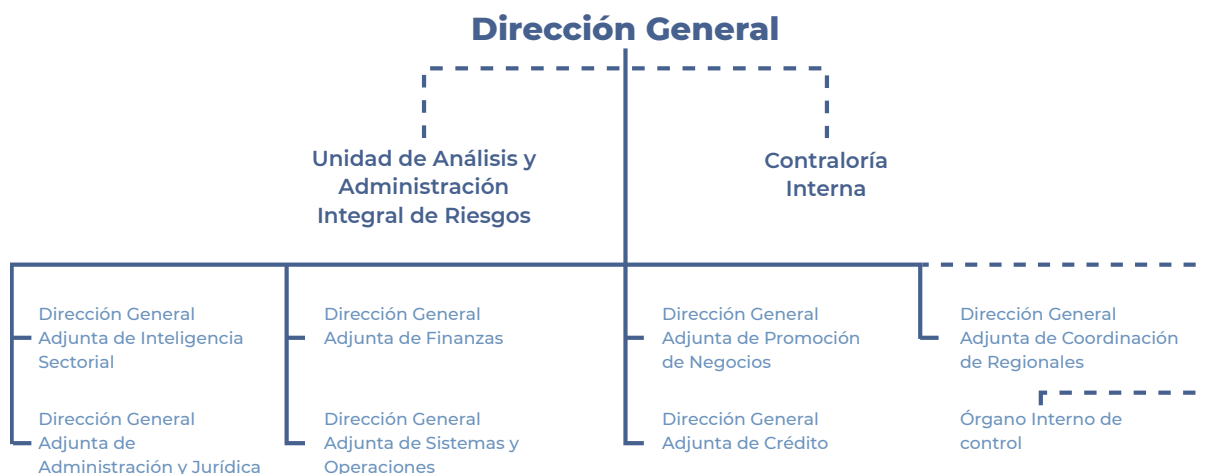 Dirección General
Unidad de Análisis y
Administración
Integral de Riesgos
Contraloría
Interna
Dirección General
Adjunta de Inteligencia
Sectorial
Dirección General
Adjunta de Finanzas
Dirección General
Adjunta de Promoción
de Negocios
Dirección General
Adjunta de Coordinación
de Regionales
Dirección General
Adjunta de
Administración y Jurídica
Dirección General
Adjunta de Sistemas y
Operaciones
Dirección General
Adjunta de Crédito
Órgano Interno de
control